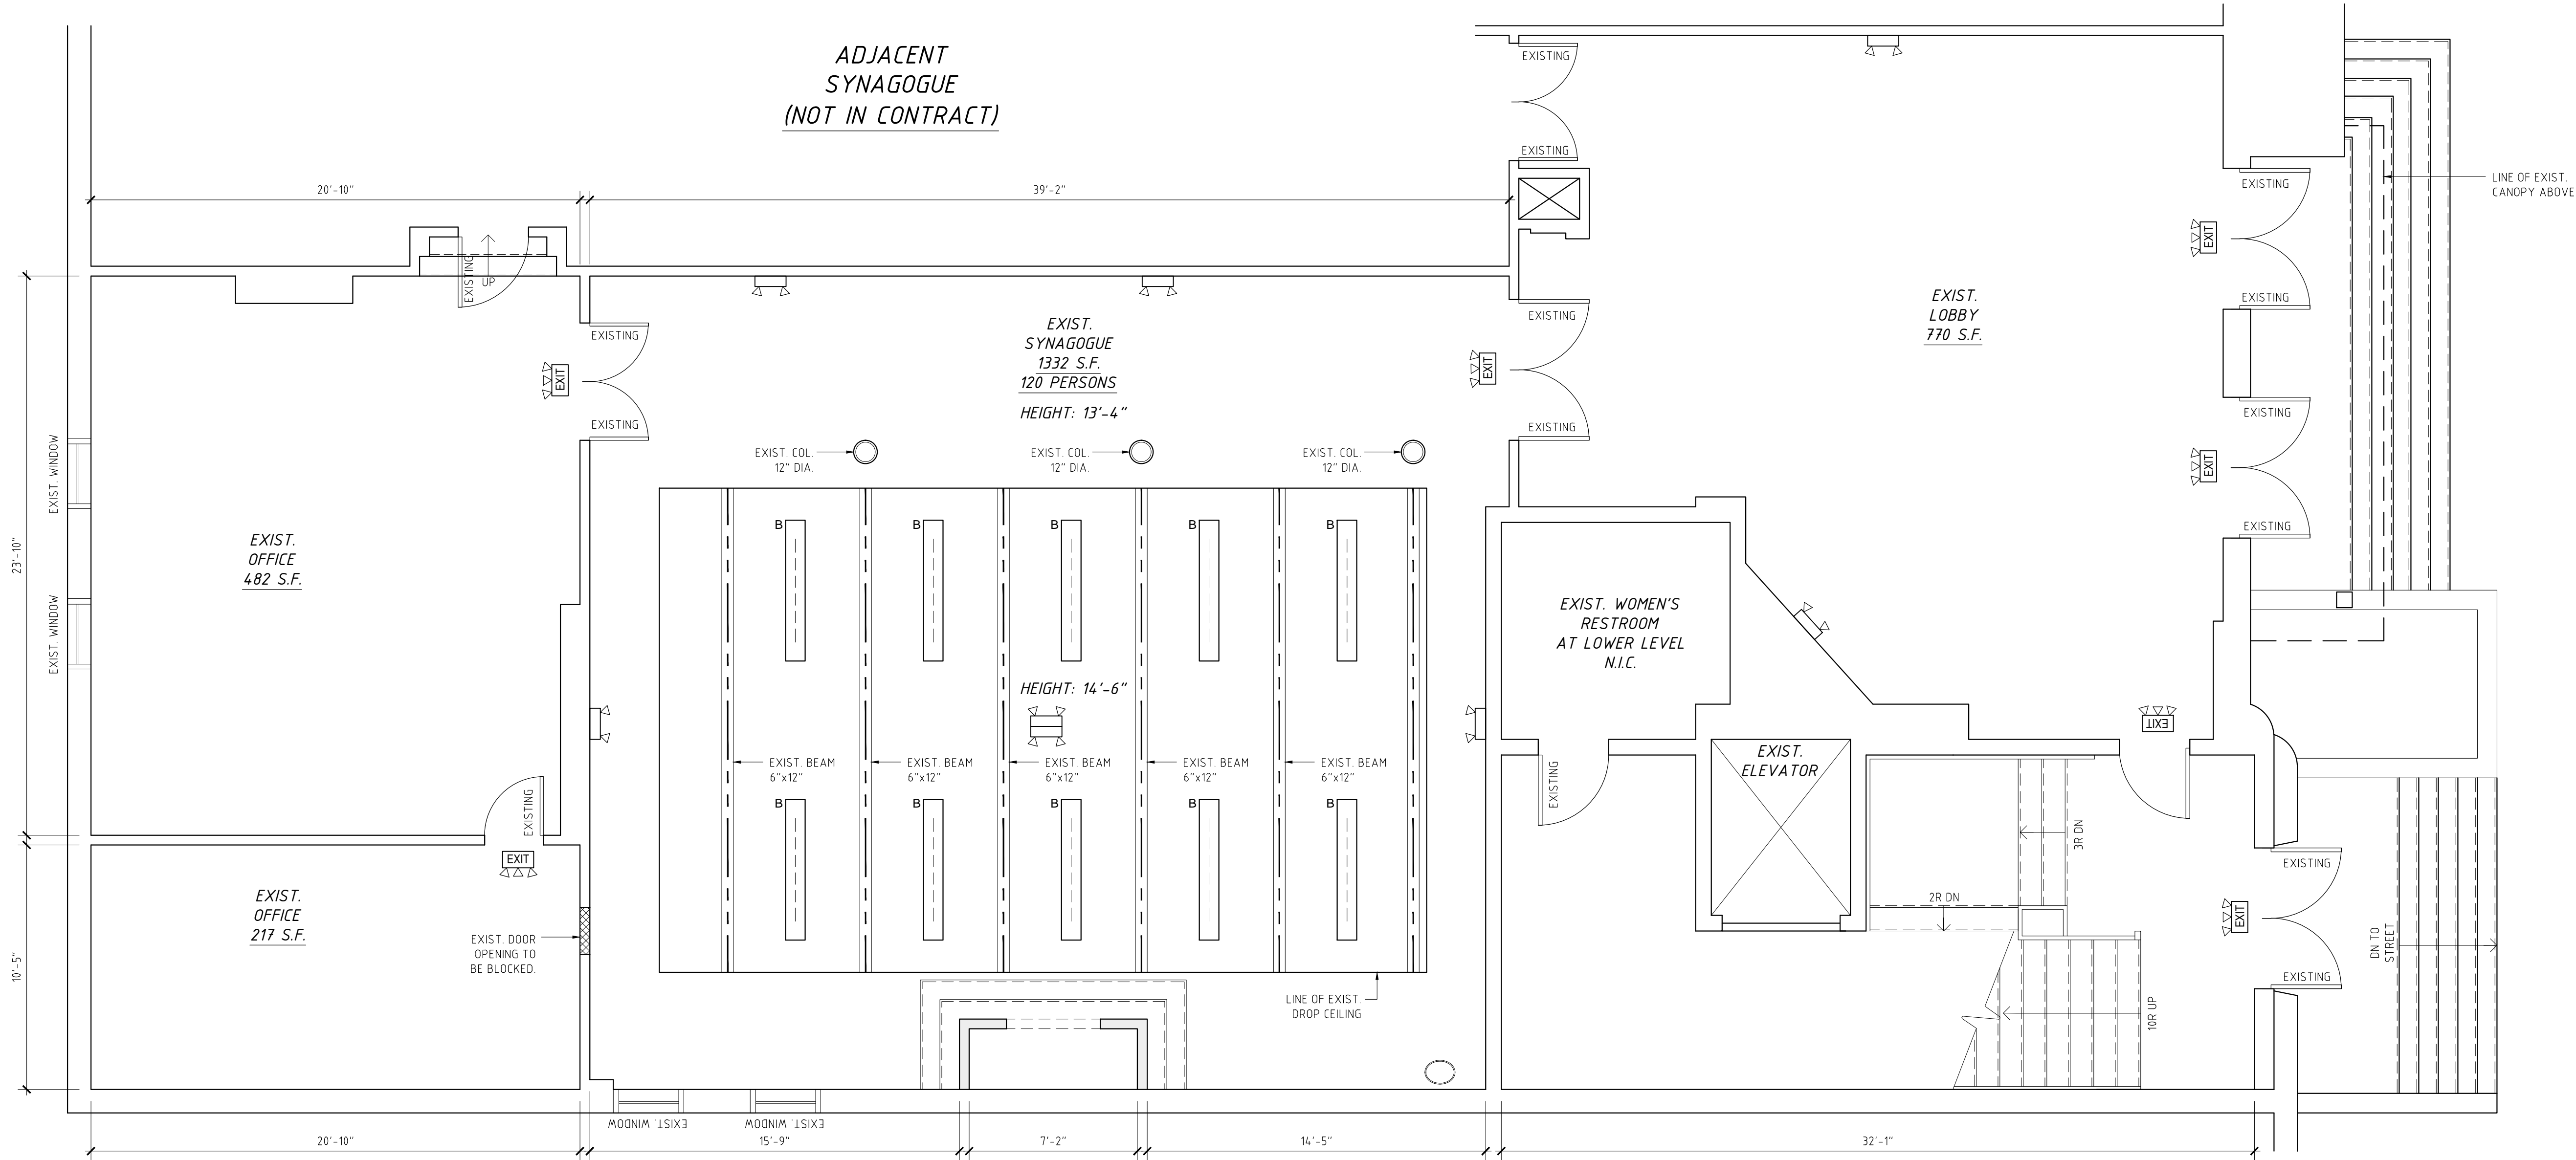 ADJACENT
SYNAGOGUE
(NOT IN CONTRACT)
EXISTING
EXISTING
20'-10"
39'-2"
EXISTING
LINE OF EXIST.
CANOPY ABOVE
EXIT
EXISTING
UP
EXISTING
EXISTING
EXISTING
EXIST.
SYNAGOGUE
1332 S.F.
120 PERSONS
HEIGHT: 13'-4"
EXIST.
LOBBY
770 S.F.
EXIT
EXIT
EXISTING
EXISTING
EXISTING
EXIST. COL.
12" DIA.
EXIST. COL.
12" DIA.
EXIST. COL.
12" DIA.
EXIT
EXIST. WINDOW
EXISTING
B
B
B
B
B
23'-10"
EXIST.
OFFICE
482 S.F.
EXIST. WINDOW
EXIST. WOMEN'S
RESTROOM
AT LOWER LEVEL
N.I.C.
HEIGHT: 14'-6"
EXIT
EXIST. BEAM
6"x12"
EXIST. BEAM
6"x12"
EXIST. BEAM
6"x12"
EXIST. BEAM
6"x12"
EXIST. BEAM
6"x12"
EXIST.
ELEVATOR
EXISTING
EXISTING
B
B
B
B
B
3R DN
EXIT
EXISTING
EXIST.
OFFICE
217 S.F.
2R DN
EXIT
EXIST. DOOR
OPENING TO
BE BLOCKED.
DN TO
STREET
10'-5"
EXISTING
LINE OF EXIST.
DROP CEILING
10R UP
EXIST. WINDOW
EXIST. WINDOW
20'-10"
15'-9"
7'-2"
14'-5"
32'-1"